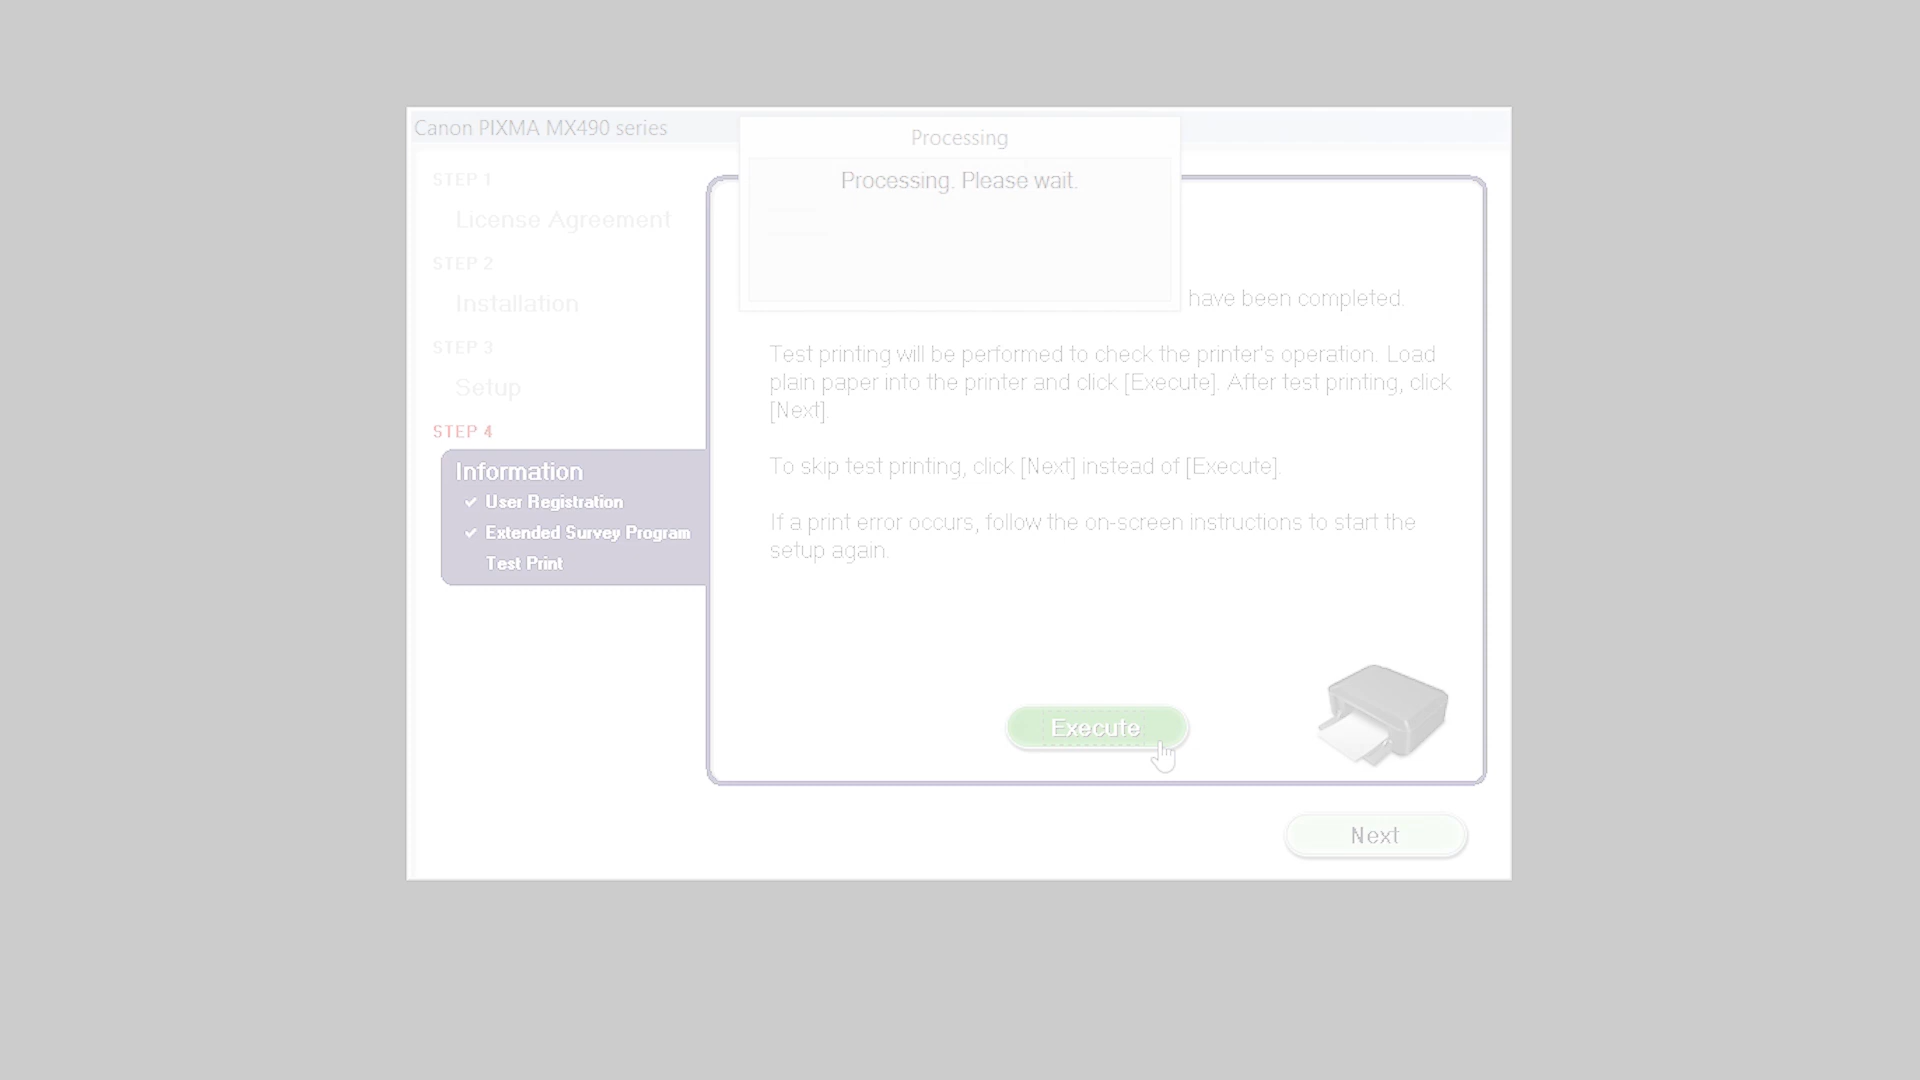 Canon PIXMA MX490 series
Processing
Processing. Please wait.
STEP 1
License Agreement
STEP 2
Installation
STEP 3
Setup
STEP 4
Information
User Registration
Extended Survey Program
Test Print
have been completed.
Test printing will be performed to check the printer's operation. Load
plain paper into the printer and click [Execute]. After test printing, click
[Next].
To skip test printing, click [Next] instead of [Execute].
If a print error occurs, follow the on-screen instructions to start the
setup again.
Execute
Next